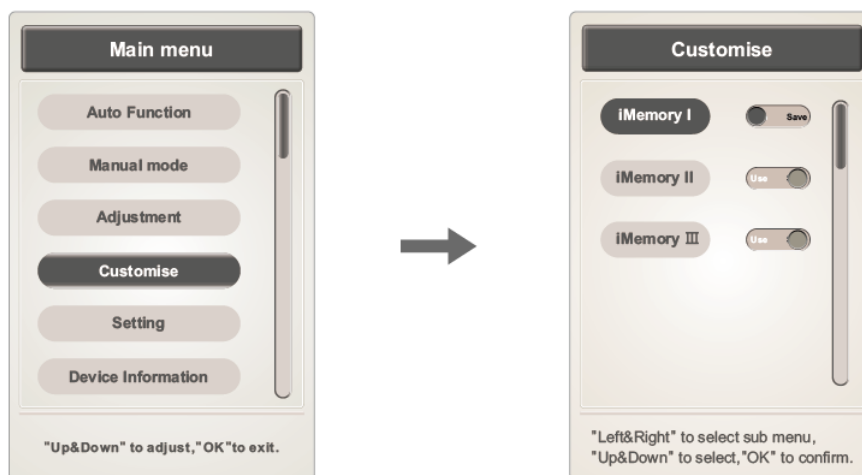 Main menu
Auto Function
Manual mode
Adjustment
Customise
Setting
Device Information
"Up&Down" to adjust,"OK"to exit.
Customise
iMemory I
Save
iMemory II
Use
iMemory III
Use
"Left&Right" to select sub menu,
"Up&Down" to select,"OK" to confirm.